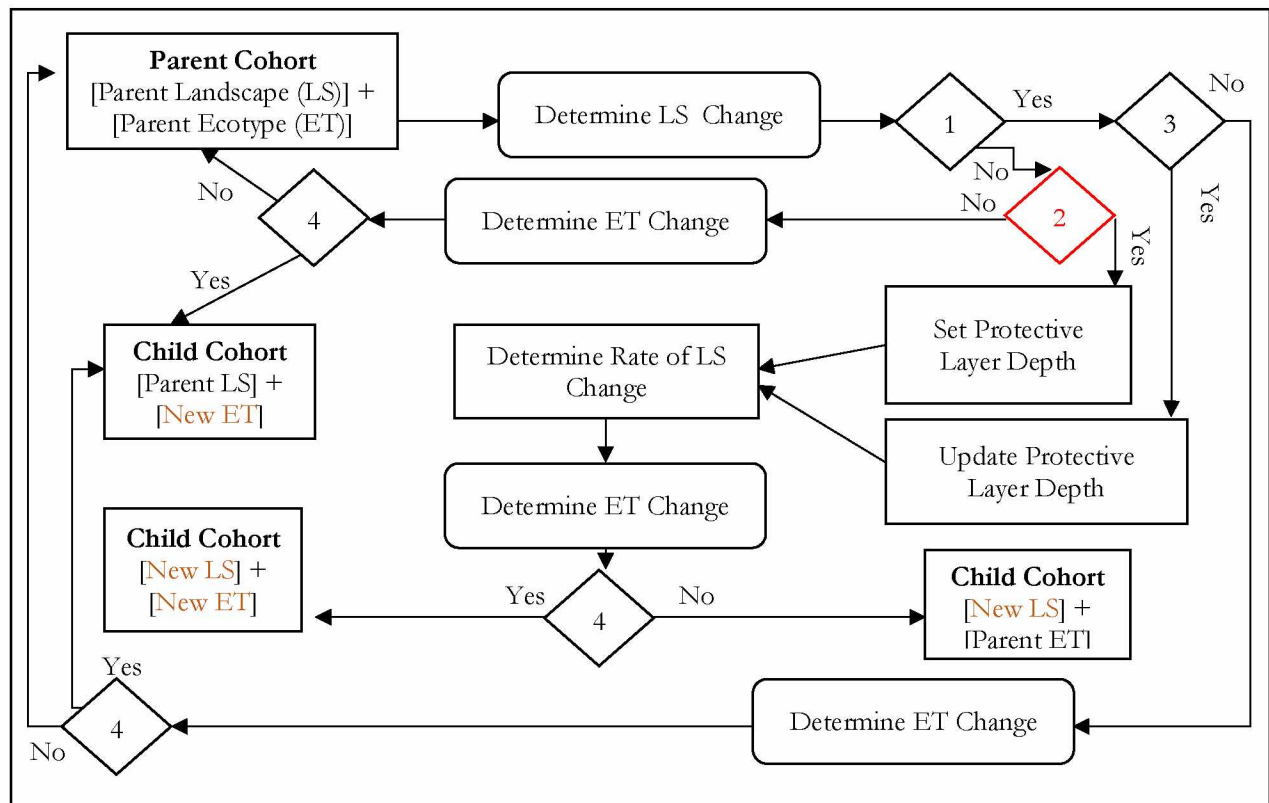 Parent Cohort
[Parent Landscape (LS)] +
[Parent Ecotype (ET)]
Determine LS Change
1
Yes
3
No
No
Yes
2
No
Yes
Determine ET Change
4
No
Yes
Child Cohort
[Parent LS] +
[New ET]
Determine Rate of LS
Change
Set Protective
Layer Depth
Update Protective
Layer Depth
Determine ET Change
Child Cohort
[New LS] +
[New ET]
Yes
4
No
Child Cohort
[New LS] +
[Parent ET]
Yes
4
No
Determine ET Change